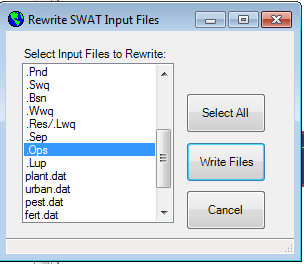 Rewrite SWAT Input Files
Select Input Files to Rewrite:
.Pnd
.Swq
.Bsn
.Wwq
.Res/.Lwq
.Sep
.Ops
.Lup
plant.dat
urban.dat
pest.dat
fert.dat
Select All
Write Files
Cancel